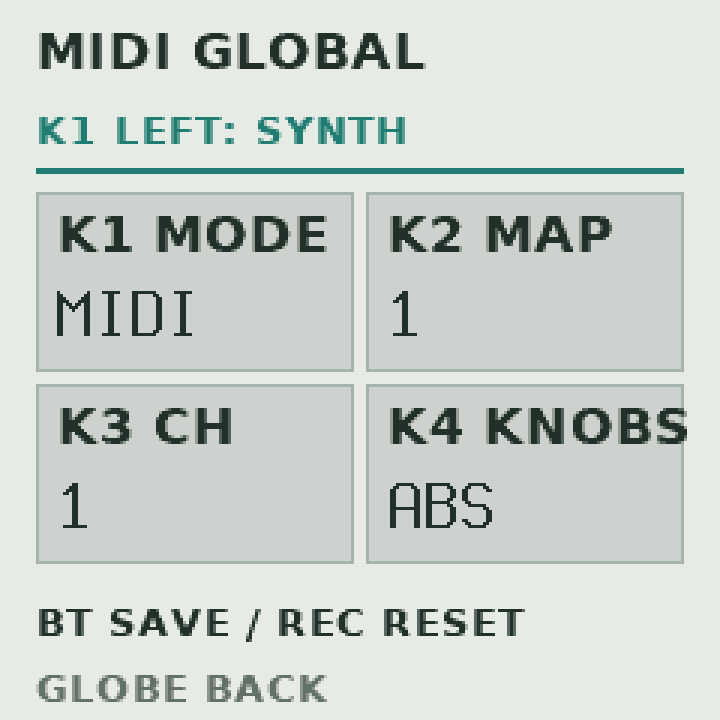 MIDI GLOBAL
K1 LEFT: SYNTH
K1 MODE
MIDI
K2 MAP
1
K3 CH
1
K4 KNOBS
ABS
BT SAVE / REC RESET
GLOBE BACK